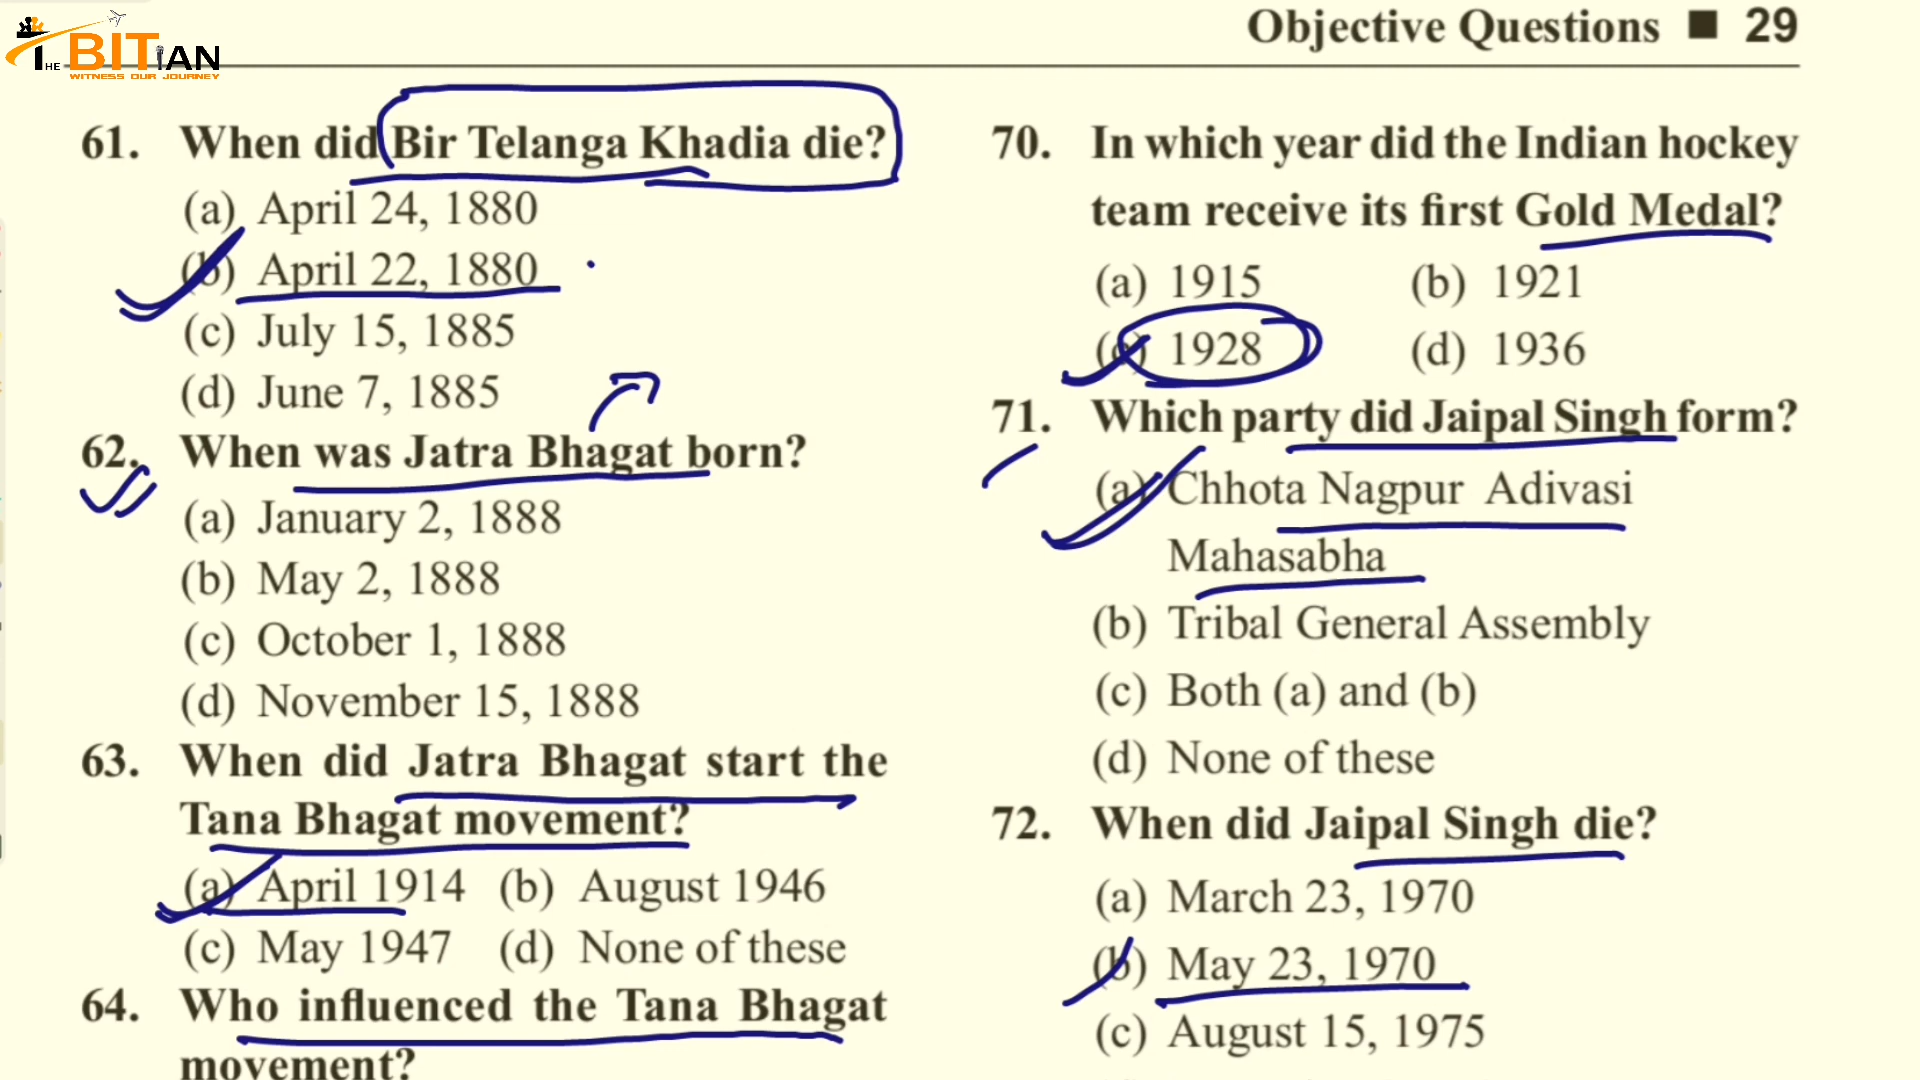 THE BITIAN
WITNESS OUR JOURNEY
Objective Questions ■ 29
61. When did Bir Telanga Khadia die?
(a) April 24, 1880
(b) April 22, 1880
(c) July 15, 1885
(d) June 7, 1885
62. When was Jatra Bhagat born?
(a) January 2, 1888
(b) May 2, 1888
(c) October 1, 1888
(d) November 15, 1888
63. When did Jatra Bhagat start the
Tana Bhagat movement?
(a) April 1914 (b) August 1946
(c) May 1947 (d) None of these
64. Who influenced the Tana Bhagat
movement?
70. In which year did the Indian hockey
team receive its first Gold Medal?
(a) 1915 (b) 1921
(c) 1928 (d) 1936
71. Which party did Jaipal Singh form?
(a) Chhota Nagpur Adivasi
Mahasabha
(b) Tribal General Assembly
(c) Both (a) and (b)
(d) None of these
72. When did Jaipal Singh die?
(a) March 23, 1970
(b) May 23, 1970
(c) August 15, 1975